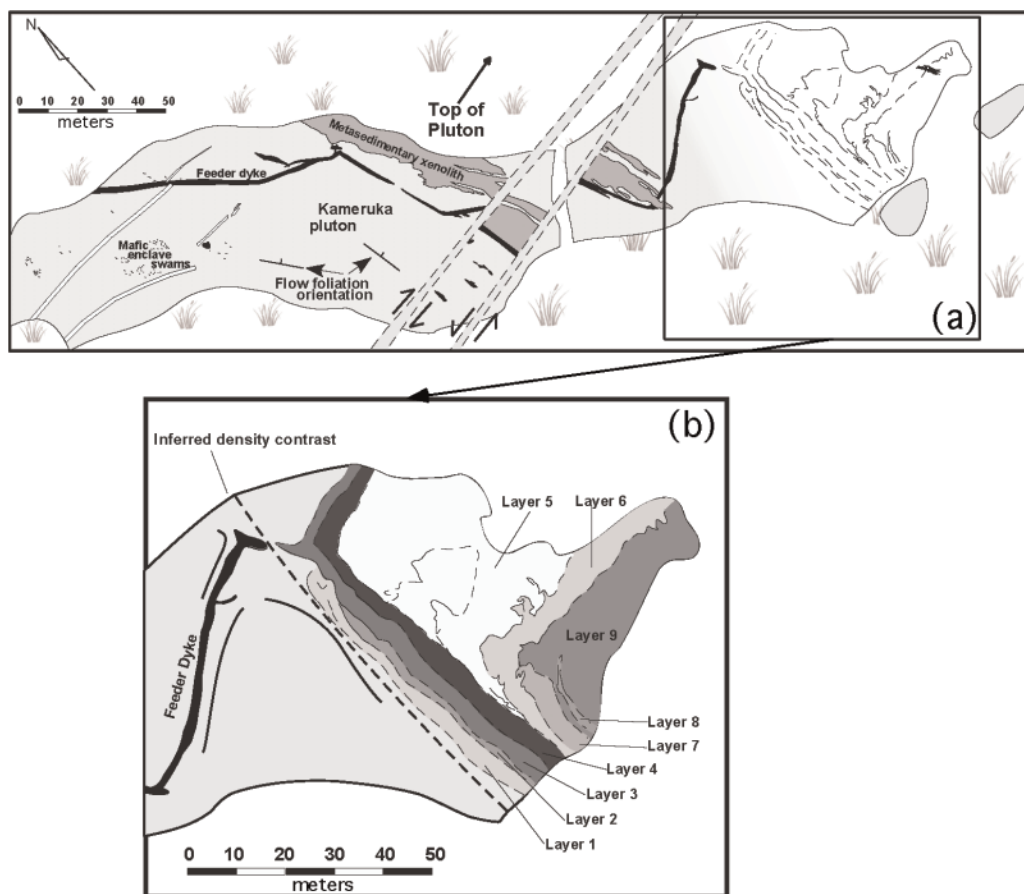 N
0 10 20 30 40 50
meters
Top of
Pluton
Metasedimentary xenolith
Feeder dyke
Kameruka
pluton
Mafic
enclave
swams
Flow foliation
orientation
(a)
(b)
Inferred density contrast
Layer 5
Layer 6
Feeder Dyke
Layer 9
Layer 8
Layer 7
Layer 4
Layer 3
Layer 2
Layer 1
0 10 20 30 40 50
meters